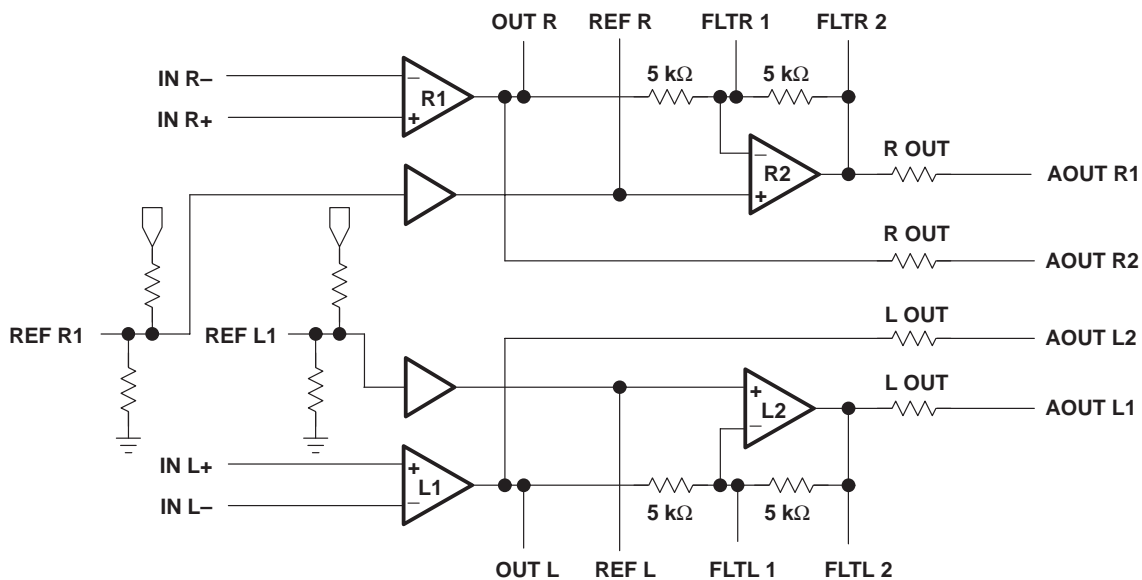 OUT R REF R FLTR 1 FLTR 2
5 kΩ 5 kΩ
IN R–
– R1
IN R+
+
– R2
+
R OUT
AOUT R1
R OUT
AOUT R2
REF R1 REF L1
L OUT
AOUT L2
L OUT
+ L2
–
AOUT L1
IN L+
+
L1
IN L–
–
5 kΩ 5 kΩ
OUT L REF L FLTL 1 FLTL 2